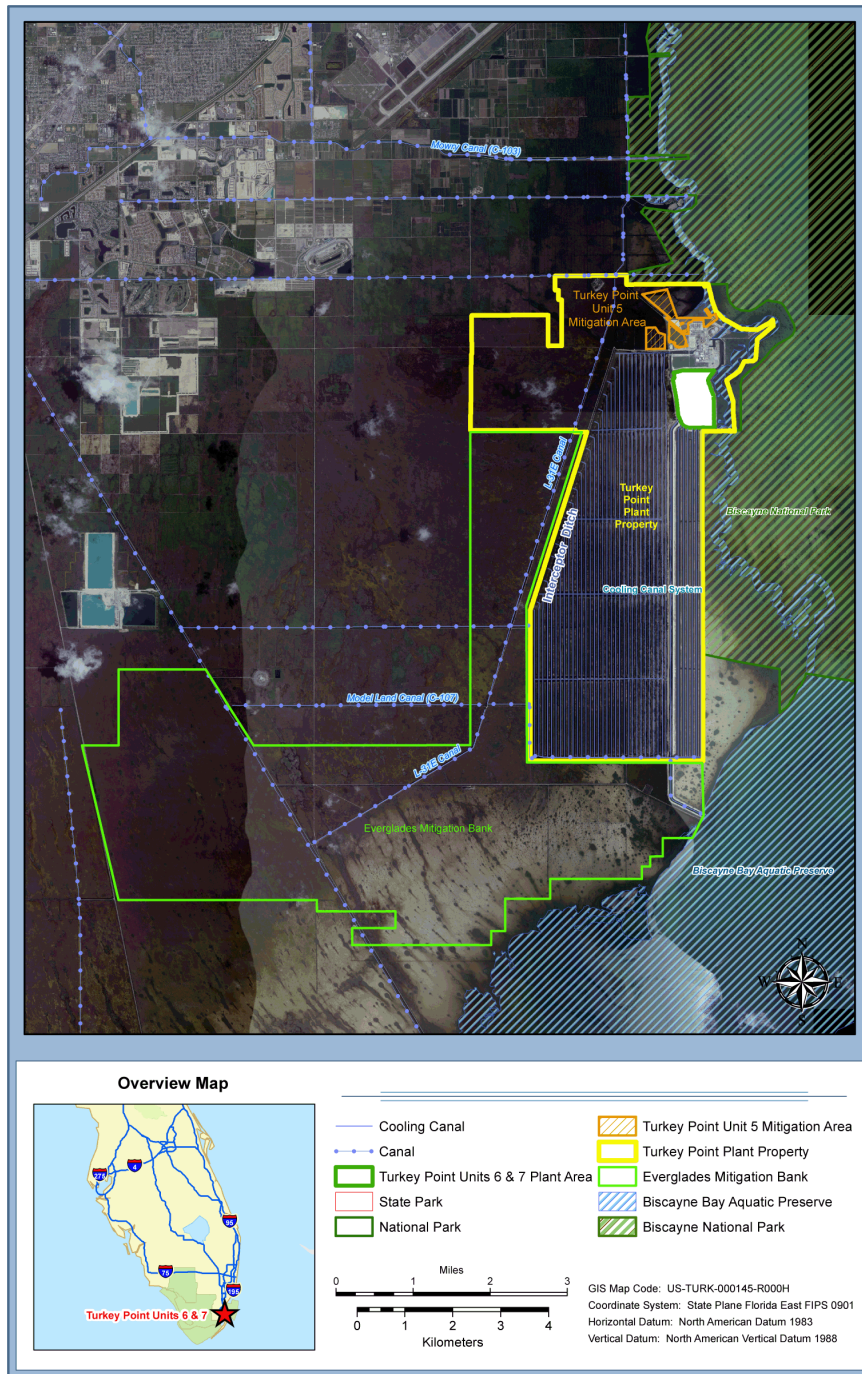 Mowry Canal (C-103)
Turkey Point
Unit 5
Mitigation Area
L-31E Canal
Interceptor Ditch
Turkey
Point
Plant
Property
Biscayne National Park
Cooling Canal System
Model Land Canal (C-107)
L-31E Canal
Everglades Mitigation Bank
Biscayne Bay Aquatic Preserve
N
W E
S
Overview Map
4
275
95
75
195
Turkey Point Units 6 & 7
Cooling Canal
Canal
Turkey Point Units 6 & 7 Plant Area
State Park
National Park
Turkey Point Unit 5 Mitigation Area
Turkey Point Plant Property
Everglades Mitigation Bank
Biscayne Bay Aquatic Preserve
Biscayne National Park
Miles
0 1 2 3
0 1 2 3 4
Kilometers
GIS Map Code: US-TURK-000145-R000H
Coordinate System: State Plane Florida East FIPS 0901
Horizontal Datum: North American Datum 1983
Vertical Datum: North American Vertical Datum 1988